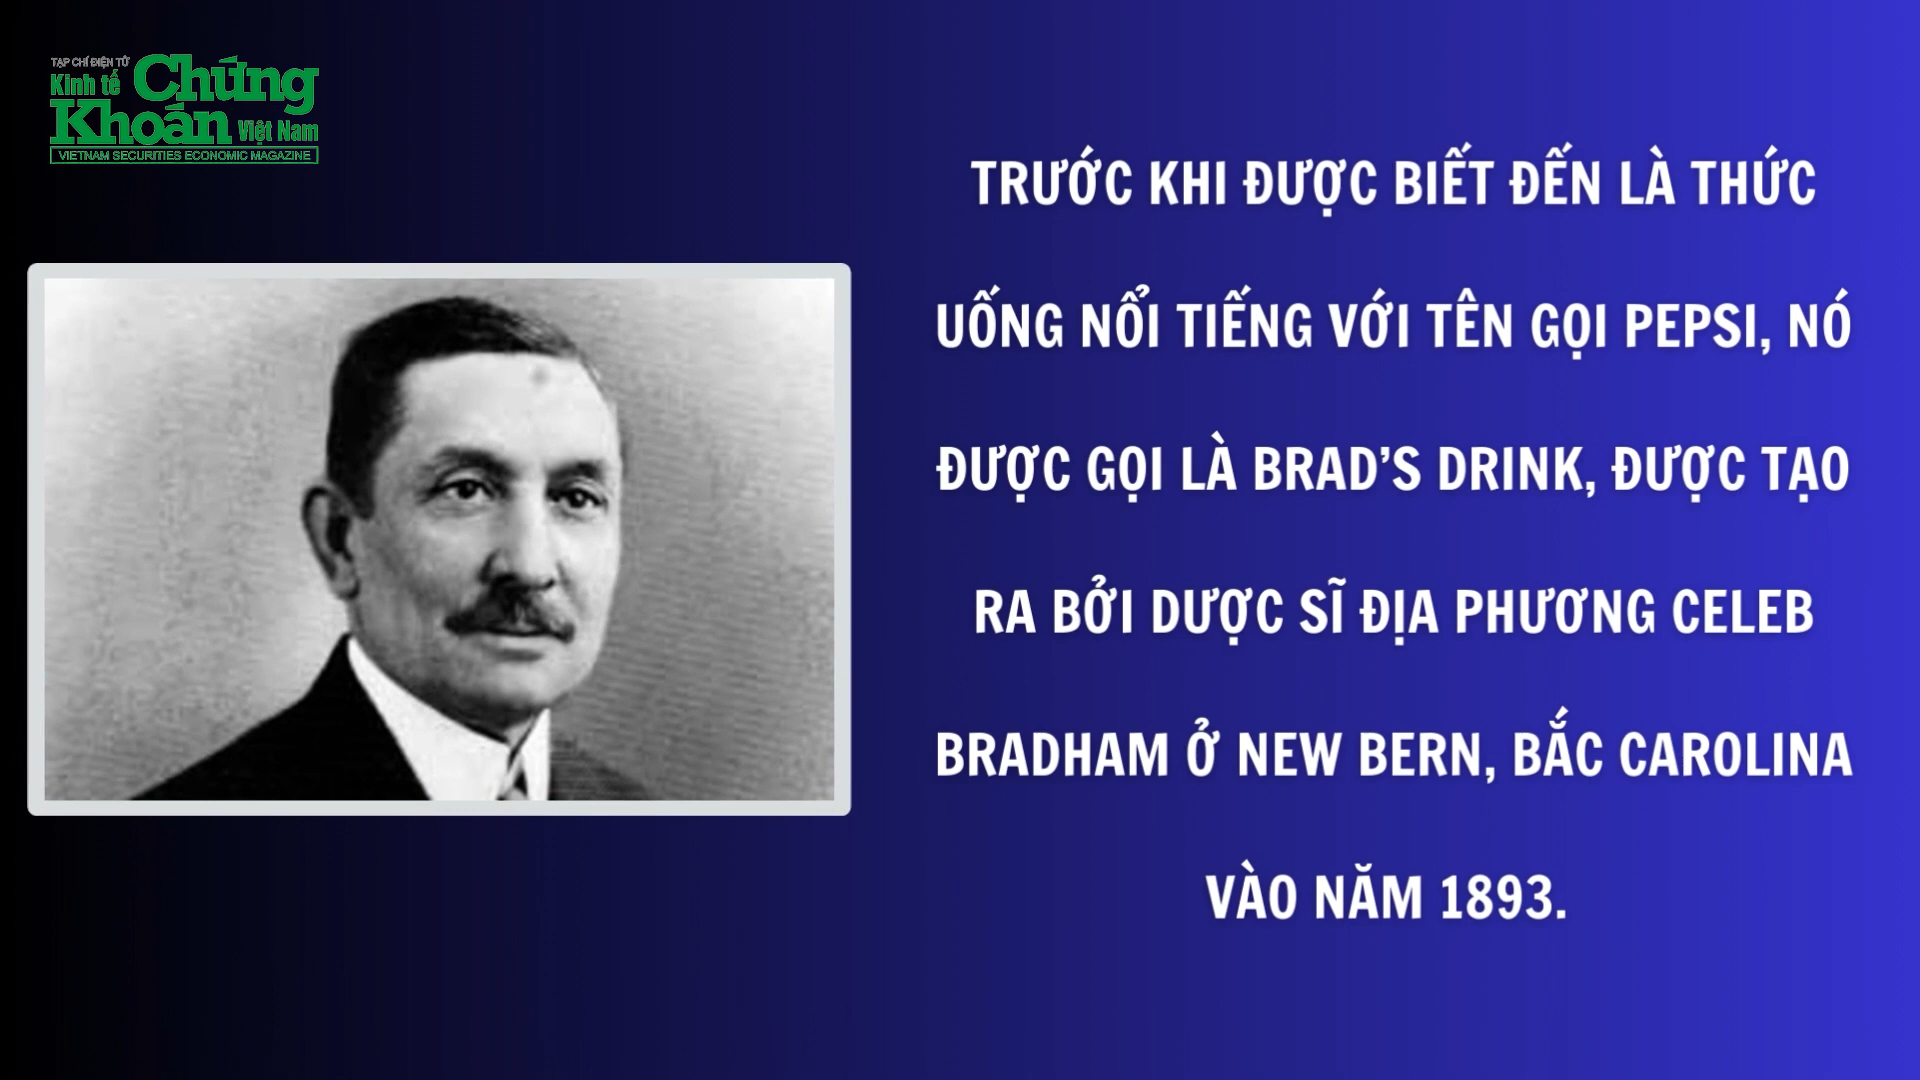 TẠP CHÍ ĐIỆN TỬ
Kinh tế Chứng
Khoán Việt Nam
VIETNAM SECURITIES ECONOMIC MAGAZINE
TRƯỚC KHI ĐƯỢC BIẾT ĐẾN LÀ THỨC
UỐNG NỔI TIẾNG VỚI TÊN GỌI PEPSI, NÓ
ĐƯỢC GỌI LÀ BRAD’S DRINK, ĐƯỢC TẠO
RA BỞI DƯỢC SĨ ĐỊA PHƯƠNG CELEB
BRADHAM Ở NEW BERN, BẮC CAROLINA
VÀO NĂM 1893.